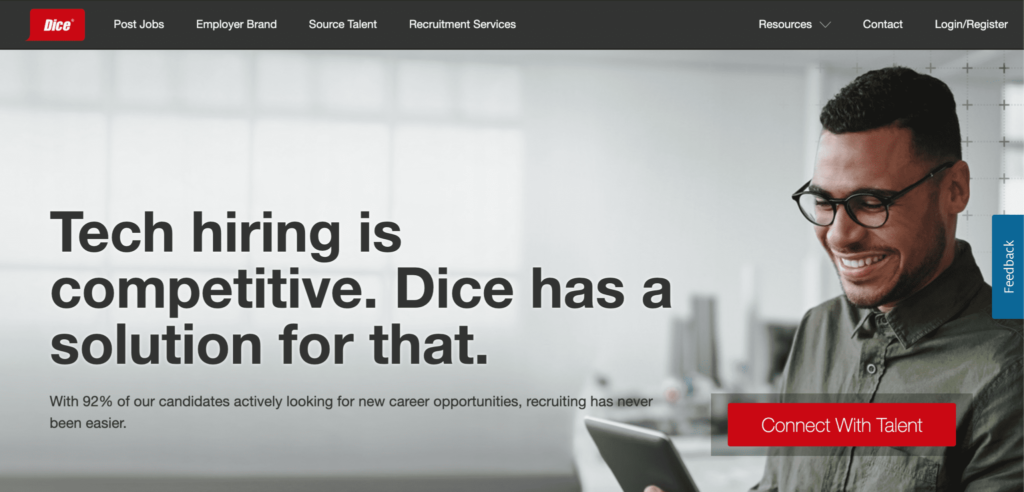 Dice
Post Jobs
Employer Brand
Source Talent
Recruitment Services
Resources
Contact
Login/Register
Tech hiring is
competitive. Dice has a
solution for that.
With 92% of our candidates actively looking for new career opportunities, recruiting has never
been easier.
Connect With Talent
Feedback